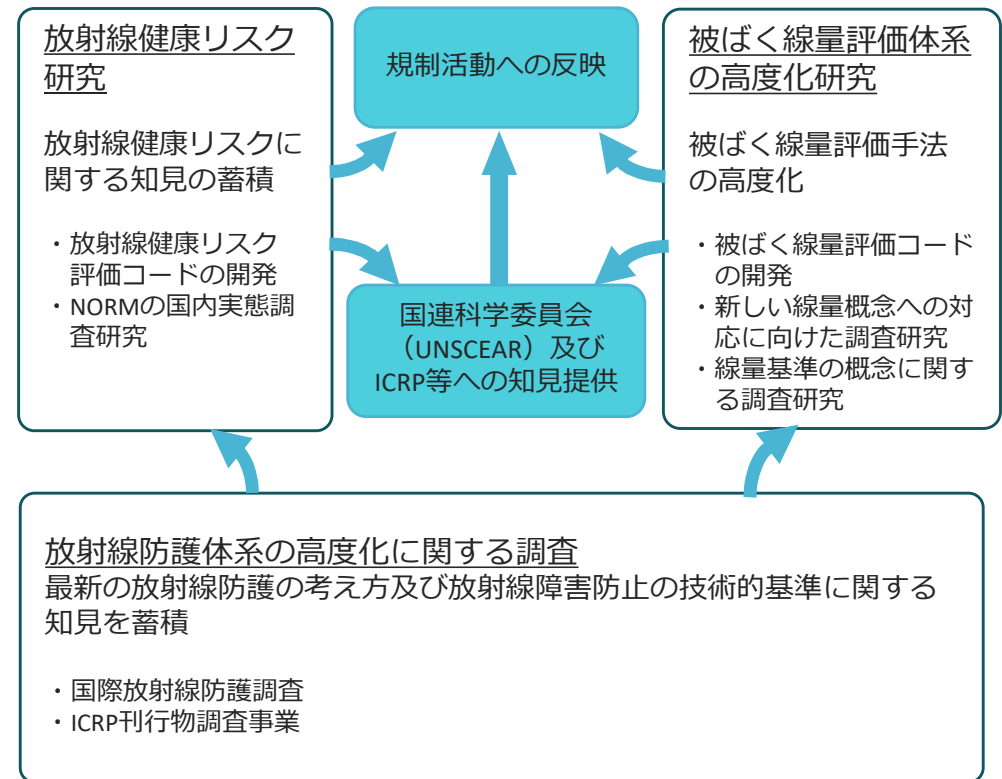 放射線健康リスク
研究
放射線健康リスクに
関する知見の蓄積
・放射線健康リスク
評価コードの開発
・NORMの国内実態調
査研究
規制活動への反映
国連科学委員会
（UNSCEAR）及び
ICRP等への知見提供
被ばく線量評価体系
の高度化研究
被ばく線量評価手法
の高度化
・被ばく線量評価コード
の開発
・新しい線量概念への対
応に向けた調査研究
・線量基準の概念に関す
る調査研究
放射線防護体系の高度化に関する調査
最新の放射線防護の考え方及び放射線障害防止の技術的基準に関する
知見を蓄積
・国際放射線防護調査
・ICRP刊行物調査事業